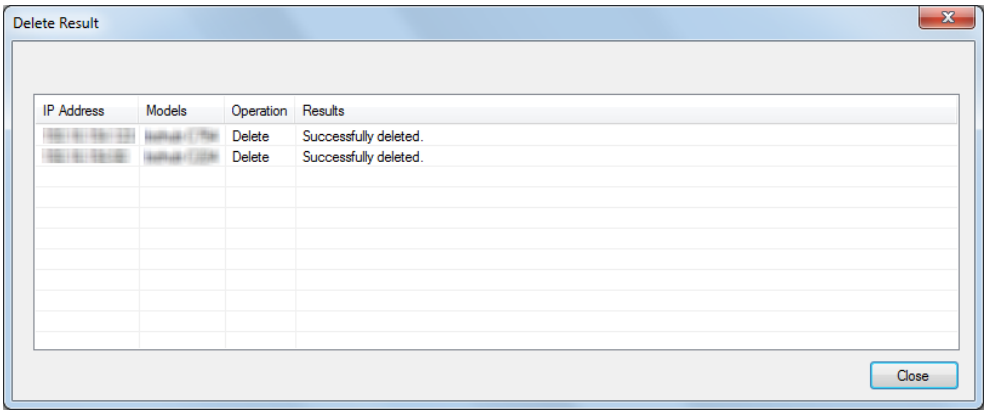 Delete Result
IP Address Models Operation Results
Delete Successfully deleted.
Delete Successfully deleted.
Close